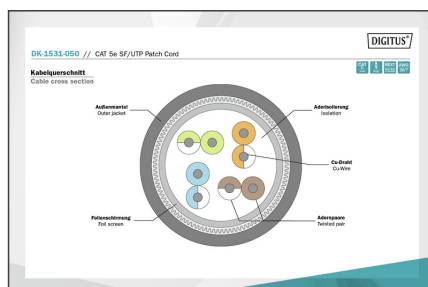 DIGITUS®
DK-1531-050 // CAT 5e SF/UTP Patch Cord
Kabelquerschnitt
Cable cross section
Außenmantel
Outer jacket
Aderisolierung
Isolation
Cu-Draht
Cu-Wire
Folienschirmung
Foil screen
Aderspaare
Twisted pair